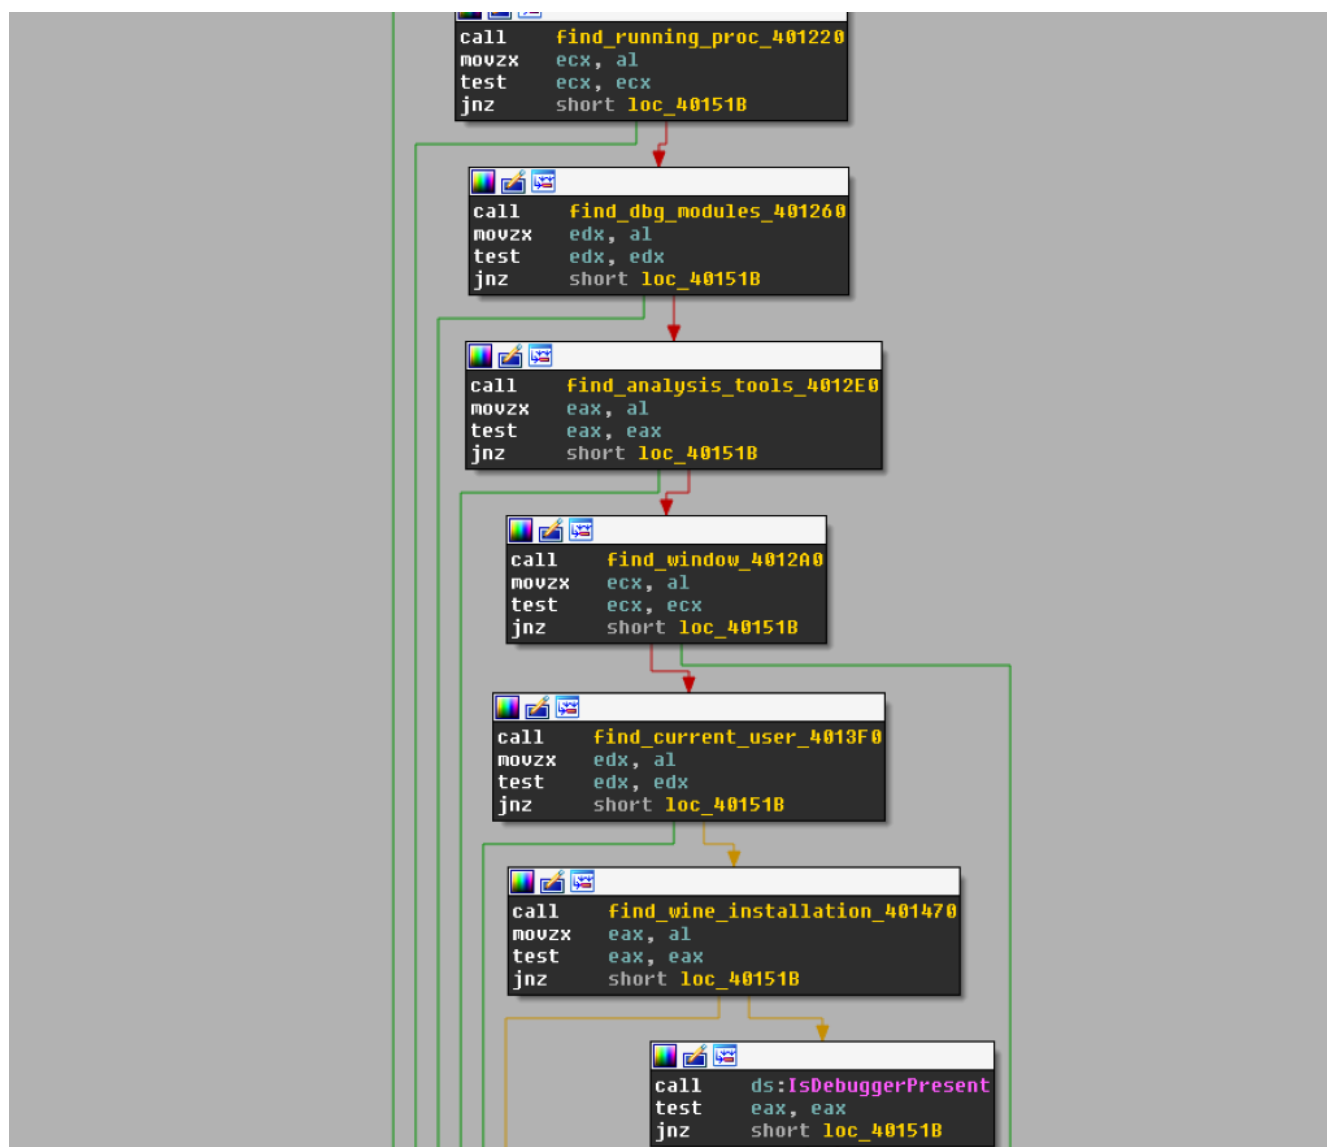 call find_running_proc_401220
movzx ecx, al
test ecx, ecx
jnz short loc_40151B
call find_dbg_modules_401260
movzx edx, al
test edx, edx
jnz short loc_40151B
call find_analysis_tools_4012E0
movzx eax, al
test eax, eax
jnz short loc_40151B
call find_window_4012A0
movzx ecx, al
test ecx, ecx
jnz short loc_40151B
call find_current_user_4013F0
movzx edx, al
test edx, edx
jnz short loc_40151B
call find_wine_installation_401470
movzx eax, al
test eax, eax
jnz short loc_40151B
call ds:IsDebuggerPresent
test eax, eax
jnz short loc_40151B